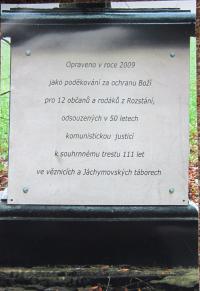 Opraveno v roce 2009
jako poděkování za ochranu Boží
pro 12 občanů a rodáků z Rozstání,
odsouzených v 50 letech
komunistickou justicí
k souhrnnému trestu 111 let
ve věznicích a Jáchymovských táborech